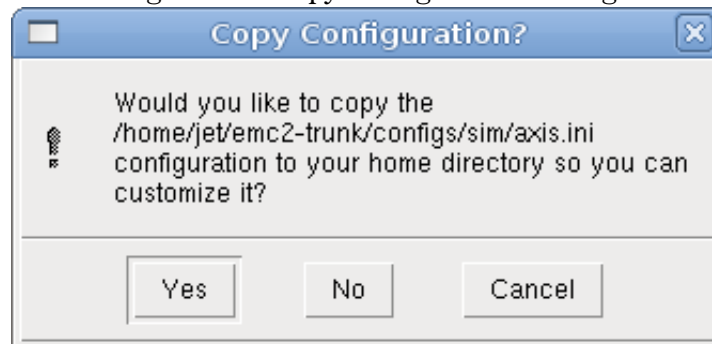 Copy Configuration?
Would you like to copy the
/home/jet/emc2-trunk/configs/sim/axis.ini
configuration to your home directory so you can
customize it?
Yes No Cancel